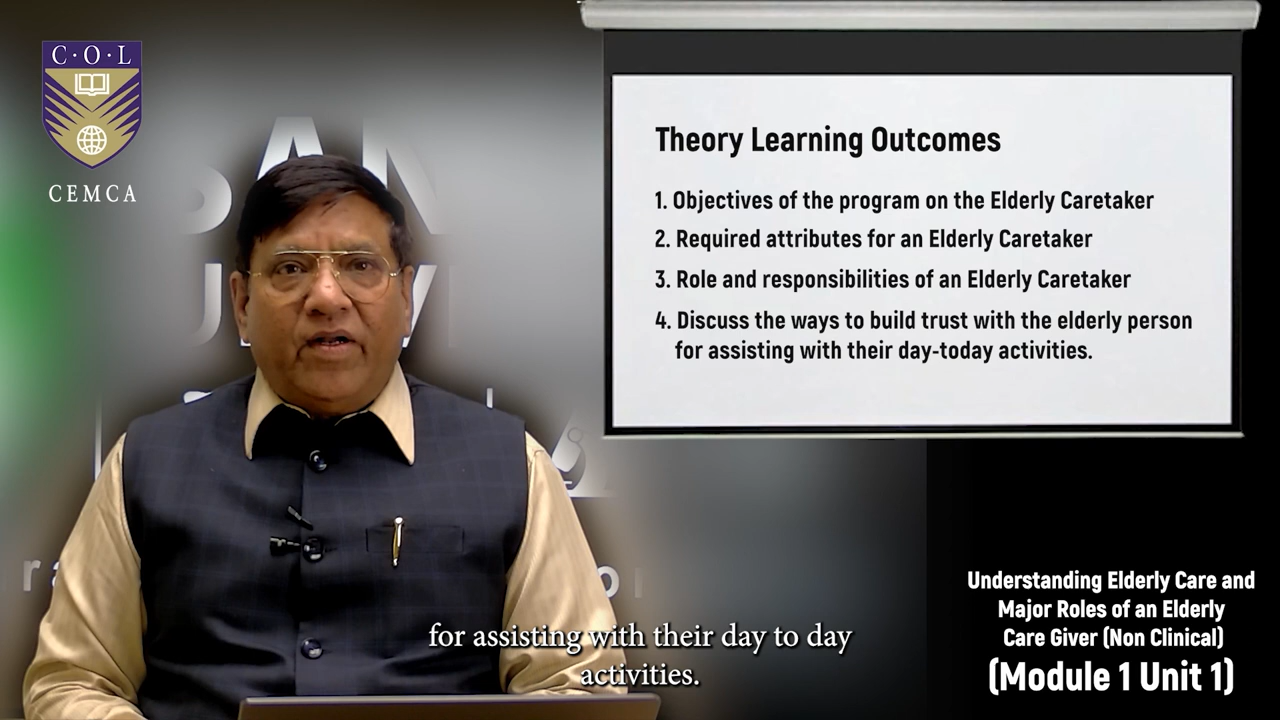 C·O·L
CEMCA
Theory Learning Outcomes
1. Objectives of the program on the Elderly Caretaker
2. Required attributes for an Elderly Caretaker
3. Role and responsibilities of an Elderly Caretaker
4. Discuss the ways to build trust with the elderly person
for assisting with their day-today activities.
for assisting with their day to day
activities.
Understanding Elderly Care and
Major Roles of an Elderly
Care Giver (Non Clinical)
(Module 1 Unit 1)